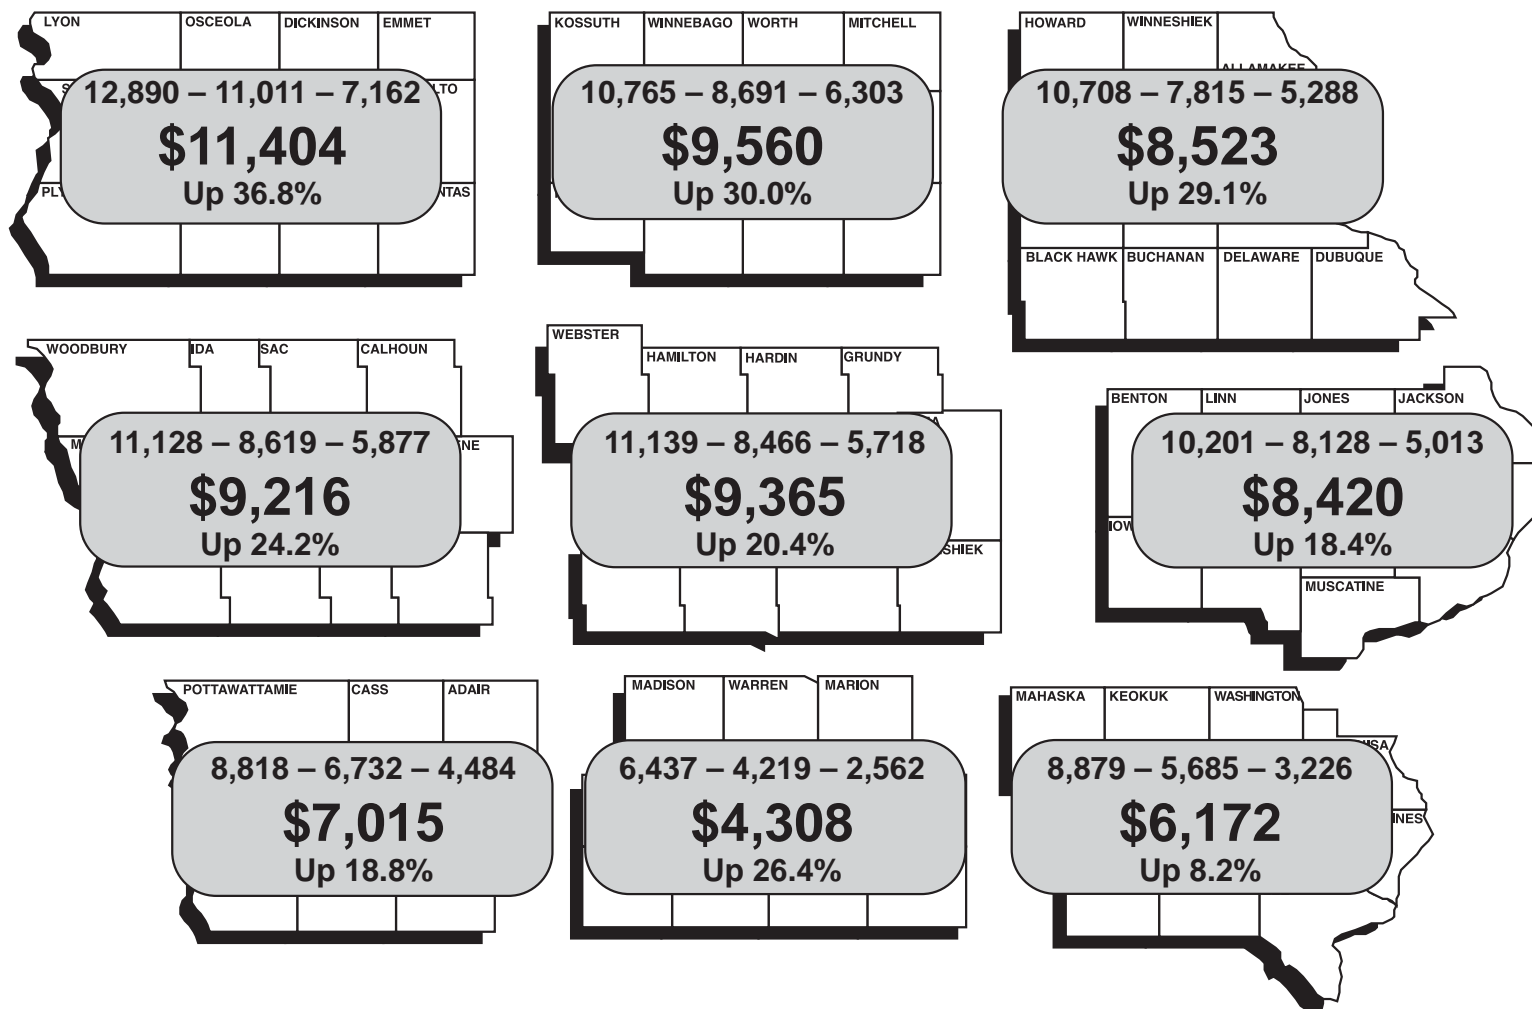 LYON OSCEOLA DICKINSON EMMET
12,890 – 11,011 – 7,162
$11,404
Up 36.8%
KOSSUTH WINNEBAGO WORTH MITCHELL
10,765 – 8,691 – 6,303
$9,560
Up 30.0%
HOWARD WINNESHIEK
ALLAMAKEE
10,708 – 7,815 – 5,288
$8,523
Up 29.1%
BLACK HAWK BUCHANAN DELAWARE DUBUQUE
WOODBURY IDA SAC CALHOUN
11,128 – 8,619 – 5,877
$9,216
Up 24.2%
WEBSTER
HAMILTON HARDIN GRUNDY
11,139 – 8,466 – 5,718
$9,365
Up 20.4%
SHIEK
BENTON LINN JONES JACKSON
10,201 – 8,128 – 5,013
$8,420
Up 18.4%
MUSCATINE
POTTAWATTAMIE CASS ADAIR
8,818 – 6,732 – 4,484
$7,015
Up 18.8%
MADISON WARREN MARION
6,437 – 4,219 – 2,562
$4,308
Up 26.4%
MAHASKA KEOKUK WASHINGTON
8,879 – 5,685 – 3,226
$6,172
Up 8.2%
INES